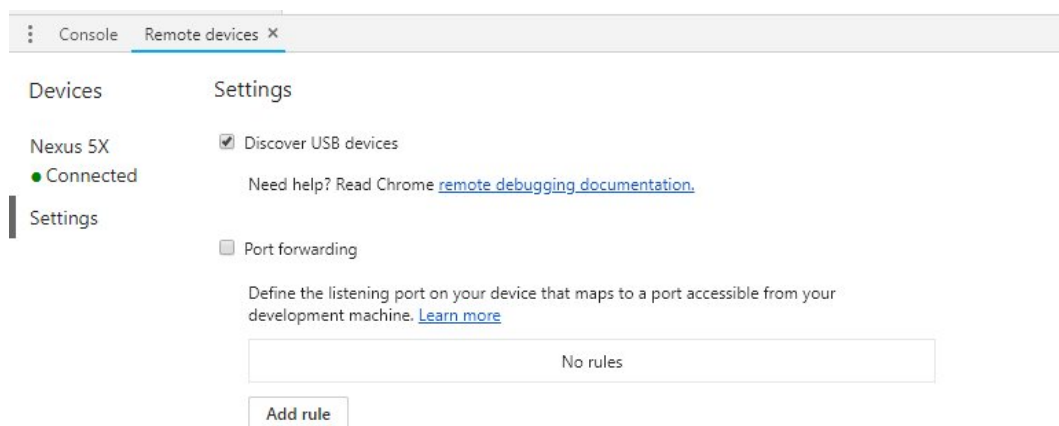 Console Remote devices ×
Devices
Nexus 5X
Connected
Settings
Settings
Discover USB devices
Need help? Read Chrome remote debugging documentation.
Port forwarding
Define the listening port on your device that maps to a port accessible from your
development machine. Learn more
No rules
Add rule